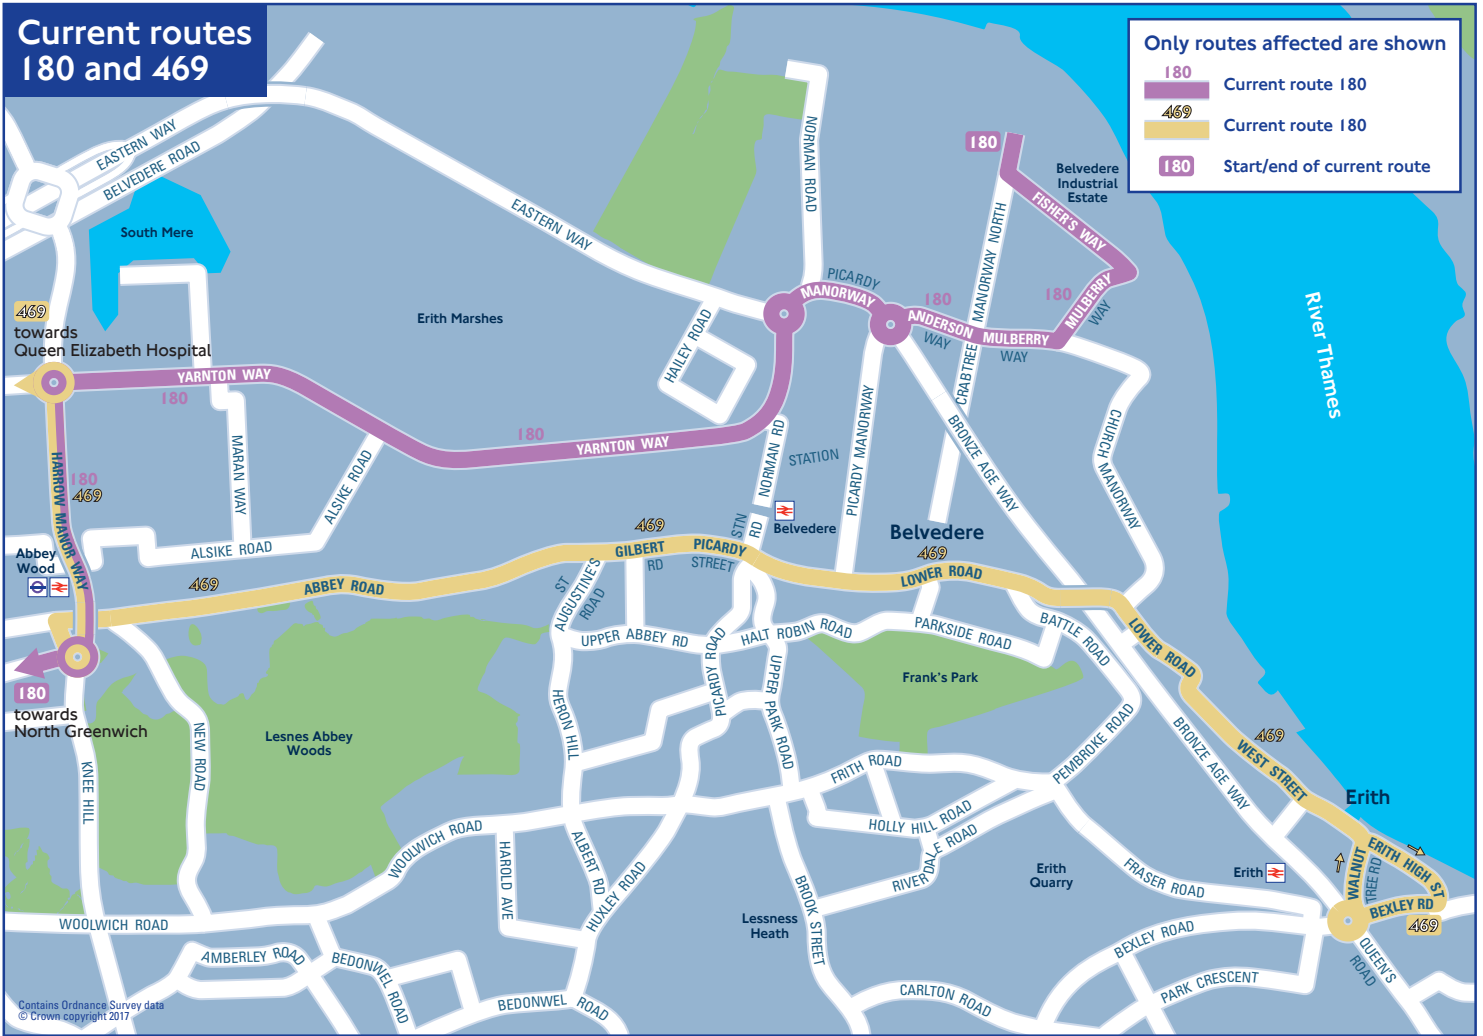 Current routes
180 and 469
Only routes affected are shown
180
Current route 180
469
Current route 180
180
Start/end of current route
EASTERN WAY
BELVEDERE ROAD
South Mere
469
towards
Queen Elizabeth Hospital
EASTERN WAY
NORMAN ROAD
180
Belvedere
Industrial
Estate
FISHER'S WAY
MANORWAY NORTH
CRABTREE
PICARDY
MANORWAY
180
ANDERSON
WAY
MULBERRY
WAY
180
MULBERRY
WAY
River Thames
Erith Marshes
HAILEY ROAD
YARNTON WAY
180
180
YARNTON WAY
MARAN WAY
ALSIKE ROAD
ALSIKE ROAD
HARROW MANOR WAY
180
469
Abbey
Wood
NORMAN RD
STATION
STN
RD
Belvedere
PICARDY MANORWAY
BRONZE AGE WAY
CHURCH MANORWAY
Belvedere
469
LOWER ROAD
469
GILBERT
RD
PICARDY
STREET
469
ABBEY ROAD
ST
AUGUSTINE'S
ROAD
UPPER ABBEY RD
PICARDY ROAD
HALT ROBIN ROAD
PARKSIDE ROAD
BATTLE ROAD
LOWER ROAD
180
towards
North Greenwich
KNEE HILL
NEW ROAD
Lesnes Abbey
Woods
HERON HILL
UPPER PARK ROAD
Frank's Park
FRITH ROAD
PEMBROKE ROAD
BRONZE AGE WAY
469
WEST STREET
Erith
HOLLY HILL ROAD
RIVERDALE ROAD
Erith
Quarry
FRASER ROAD
Erith
WALNUT
TREE RD
ERITH HIGH ST
BEXLEY RD
469
WOOLWICH ROAD
HAROLD AVE
ALBERT RD
HUXLEY ROAD
Lessness
Heath
BROOK STREET
WOOLWICH ROAD
AMBERLEY ROAD
BEDONWEL ROAD
BEDONWEL ROAD
CARLTON ROAD
BEXLEY ROAD
PARK CRESCENT
QUEEN'S
ROAD
Contains Ordnance Survey data
© Crown copyright 2017